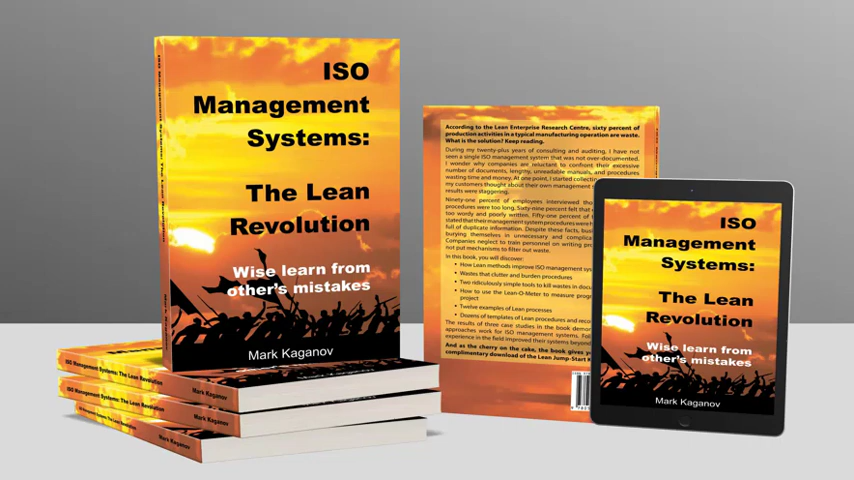 ISO
Management
Systems:
The Lean
Revolution
Wise learn from
other's mistakes
Mark Kaganov
ISO Management Systems: The Lean Revolution
Mark Kaganov
ISO Management Systems: The Lean Revolution
Mark Kaganov
ISO Management Systems: The Lean Revolution
Mark Kaganov
ISO Management Systems: The Lean Revolution
Mark Kaganov
According to the Lean Enterprise Research Centre, sixty percent of
production activities in a typical manufacturing operation are waste.
What is the solution? Keep reading.
During my twenty-plus years of consulting and auditing, I have not
seen a single ISO management system that was not over-documented.
I wonder why companies are reluctant to confront their excessive
number of documents, lengthy, unreadable manuals, and procedures
wasting time and money. At one point, I started
my customers thought about their own management
results were staggering.
Ninety-one percent of employees interviewed
procedures were too long. Sixty-nine percent felt that
too wordy and poorly written. Fifty-one percent of
stated that their management system procedures were
full of duplicate information. Despite these facts,
burying themselves in unnecessary and
Companies neglect to train personnel on writing
not put mechanisms to filter out waste.
In this book, you will discover:
• How Lean methods improve ISO management
• Wastes that clutter and burden procedures
• Two ridiculously simple tools to kill wastes in
• How to use the Lean-O-Meter to measure
project
• Twelve examples of Lean processes
• Dozens of templates of Lean procedures and
The results of three case studies in the book
approaches work for ISO management systems.
experience in the field improved their systems
And as the cherry on the cake, the book gives
complimentary download of the Lean Jump-Start
ISO
Management
Systems:
The Lean
Revolution
Wise learn from
other's mistakes
Mark Kaganov